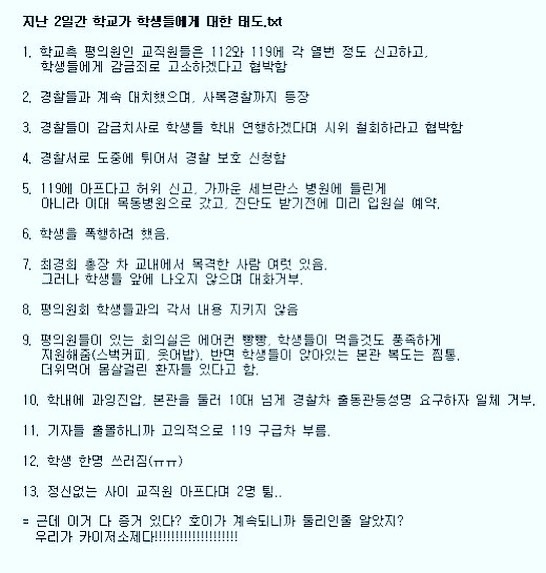 지난 2일간 학교가 학생들에게 대한 태도.txt
1. 학교측 평의원인 교직원들은 112와 119에 각 열번 정도 신고하고,
학생들에게 감금죄로 고소하겠다고 협박함
2. 경찰들과 계속 대치했으며, 사복경찰까지 등장
3. 경찰들이 감금치사로 학생들 학내 연행하겠다며 시위 철회하라고 협박함
4. 경찰서로 도중에 튀어서 경찰 보호 신청함
5. 119에 아프다고 허위 신고, 가까운 세브란스 병원에 들린게
아니라 이대 목동병원으로 갔고, 진단도 받기전에 미리 입원실 예약.
6. 학생을 폭행하려 했음.
7. 최경희 총장 차 교내에서 목격한 사람 여럿 있음.
그러나 학생들 앞에 나오지 않으며 대화거부.
8. 평의원회 학생들과의 각서 내용 지키지 않음
9. 평의원들이 있는 회의실은 에어컨 빵빵, 학생들이 먹을것도 풍족하게
지원해줌(스벅커피, 웃어밥). 반면 학생들이 앉아있는 본관 복도는 찜통.
더위먹어 몸살걸린 환자들 있다고 함.
10. 학내에 과잉진압, 본관을 둘러 10대 넘게 경찰차 출동관등성명 요구하자 일체 거부.
11. 기자들 출몰하니까 고의적으로 119 구급차 부름.
12. 학생 한명 쓰러짐(ㅠㅠ)
13. 정신없는 사이 교직원 아프다며 2명 튐..
= 근데 이거 다 증거 있다? 호이가 계속되니까 둘리인줄 알았지?
우리가 카이저소제다!!!!!!!!!!!!!!!!!!!!